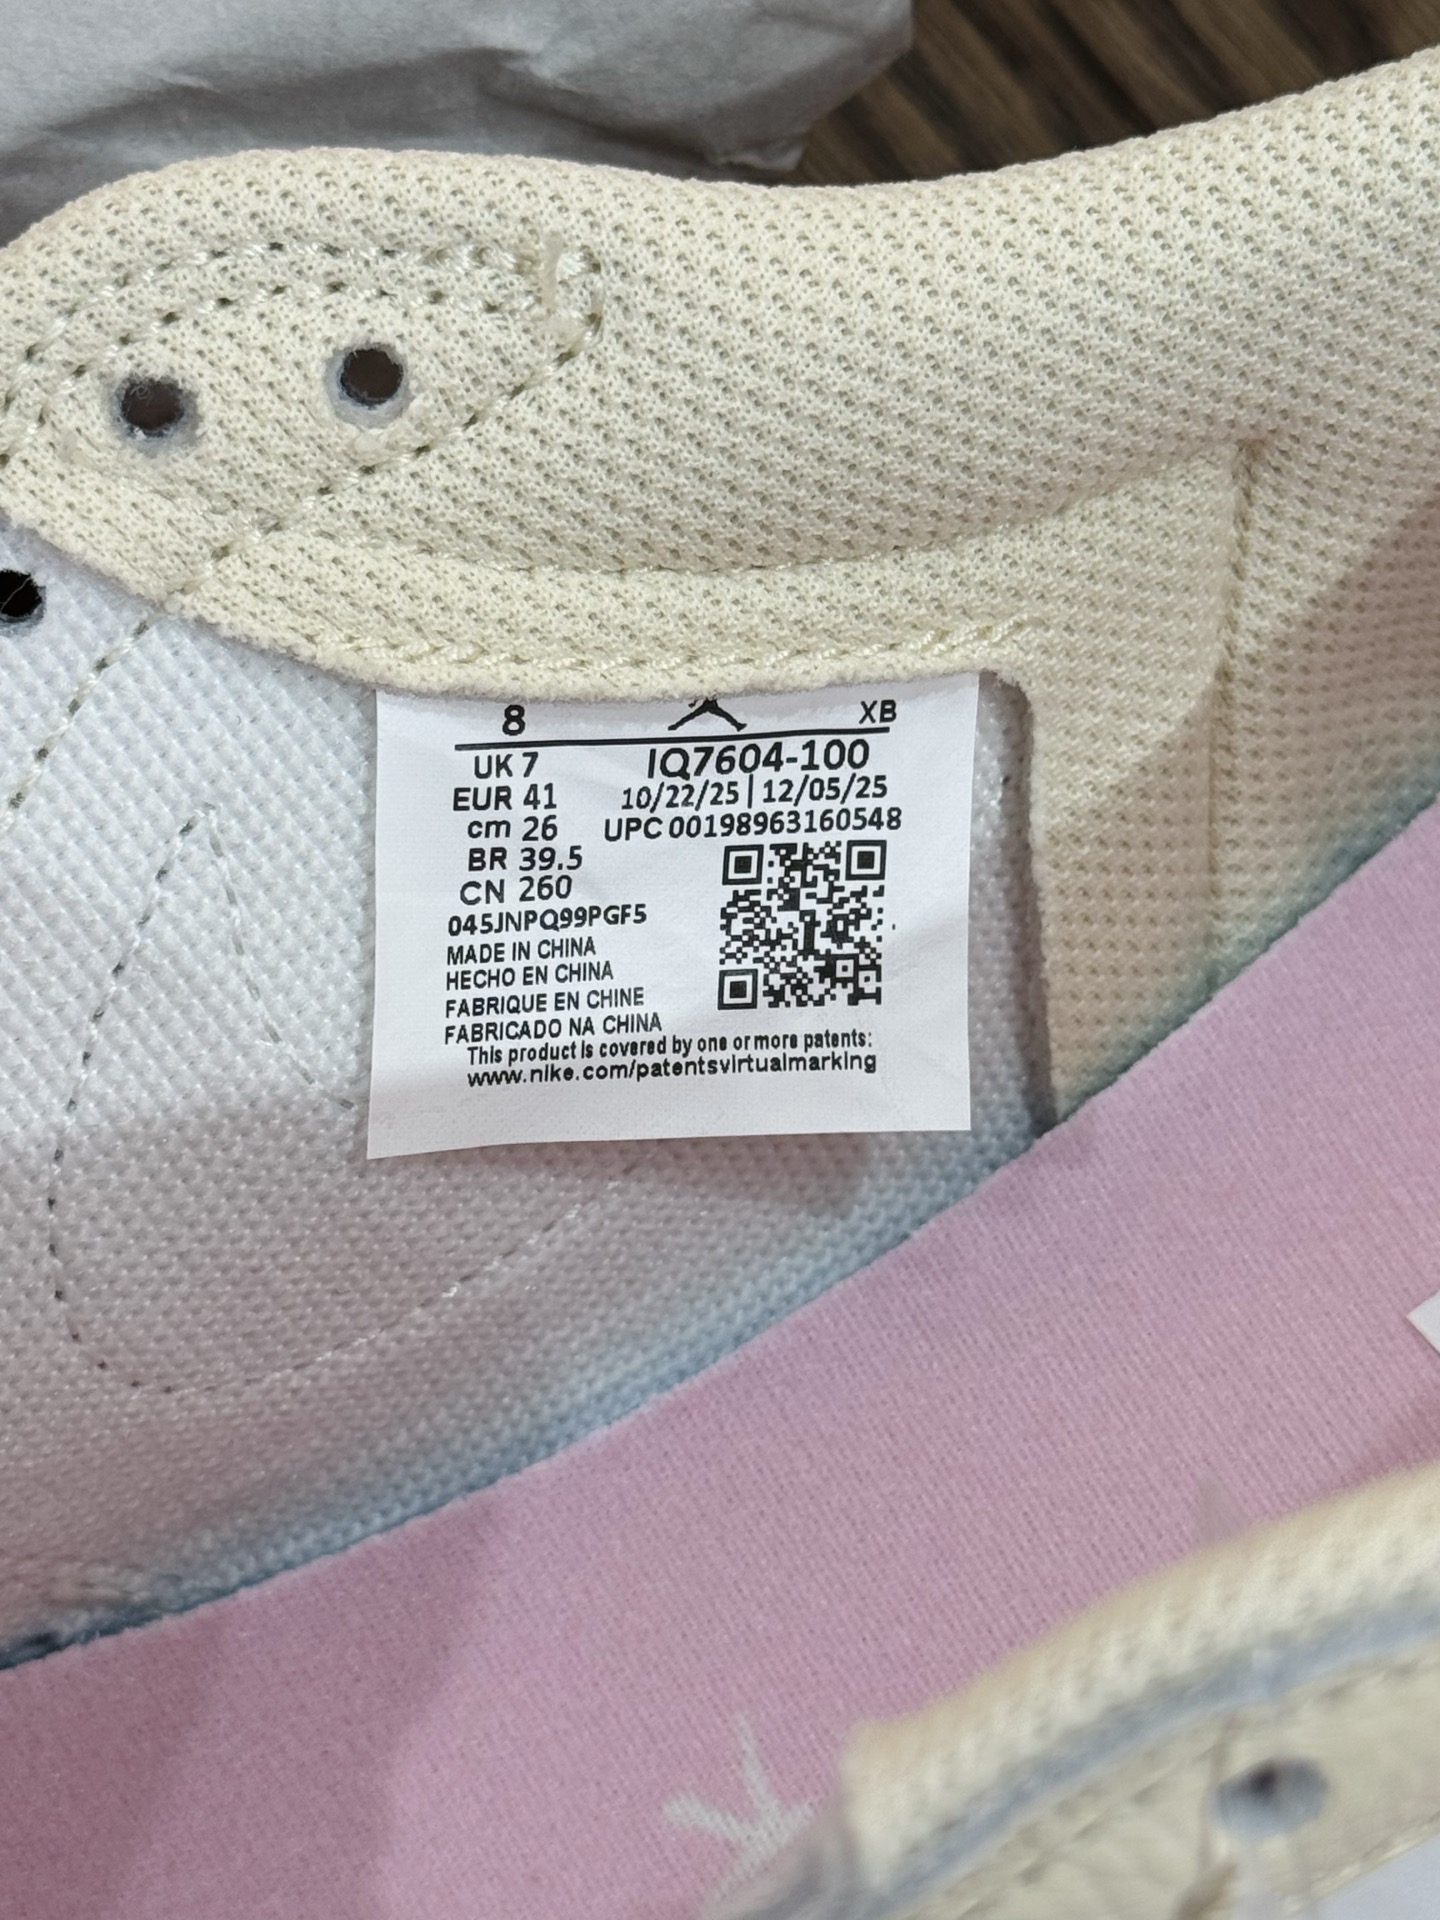 8 XB
UK 7 IQ7604-100
EUR 41 10/22/25 | 12/05/25
cm 26 UPC 00198963160548
BR 39.5
CN 260
045JNPQ99PGF5
MADE IN CHINA
HECHO EN CHINA
FABRIQUE EN CHINE
FABRICADO NA CHINA
This product is covered by one or more patents:
www.nike.com/patentsvirtualmarking